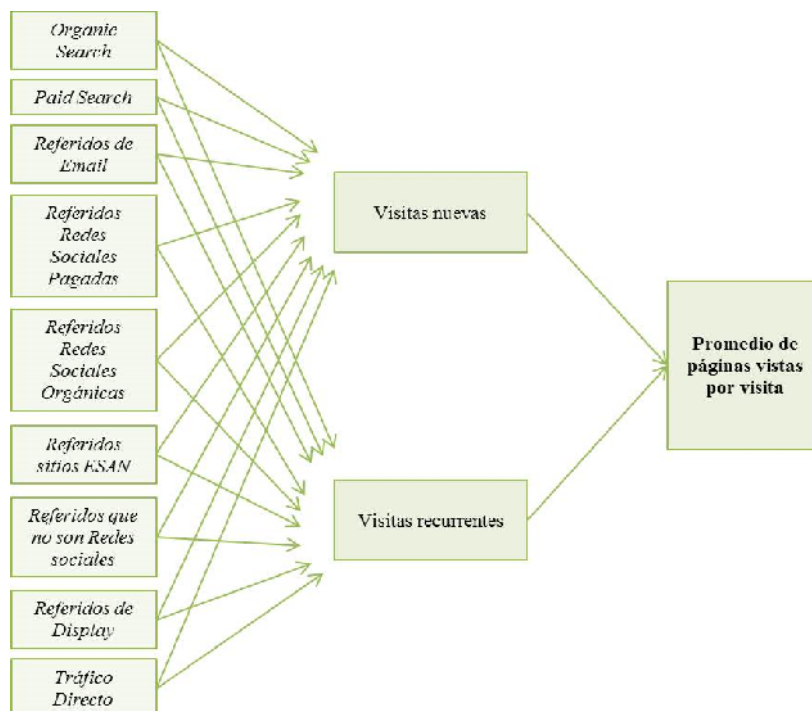 Organic
Search
Paid Search
Referidos de
Email
Referidos
Redes
Sociales
Pagadas
Referidos
Redes
Sociales
Orgánicas
Referidos
sitios ESAN
Referidos que
no son Redes
sociales
Referidos de
Display
Tráfico
Directo
Visitas nuevas
Visitas recurrentes
Promedio de
páginas vistas
por visita